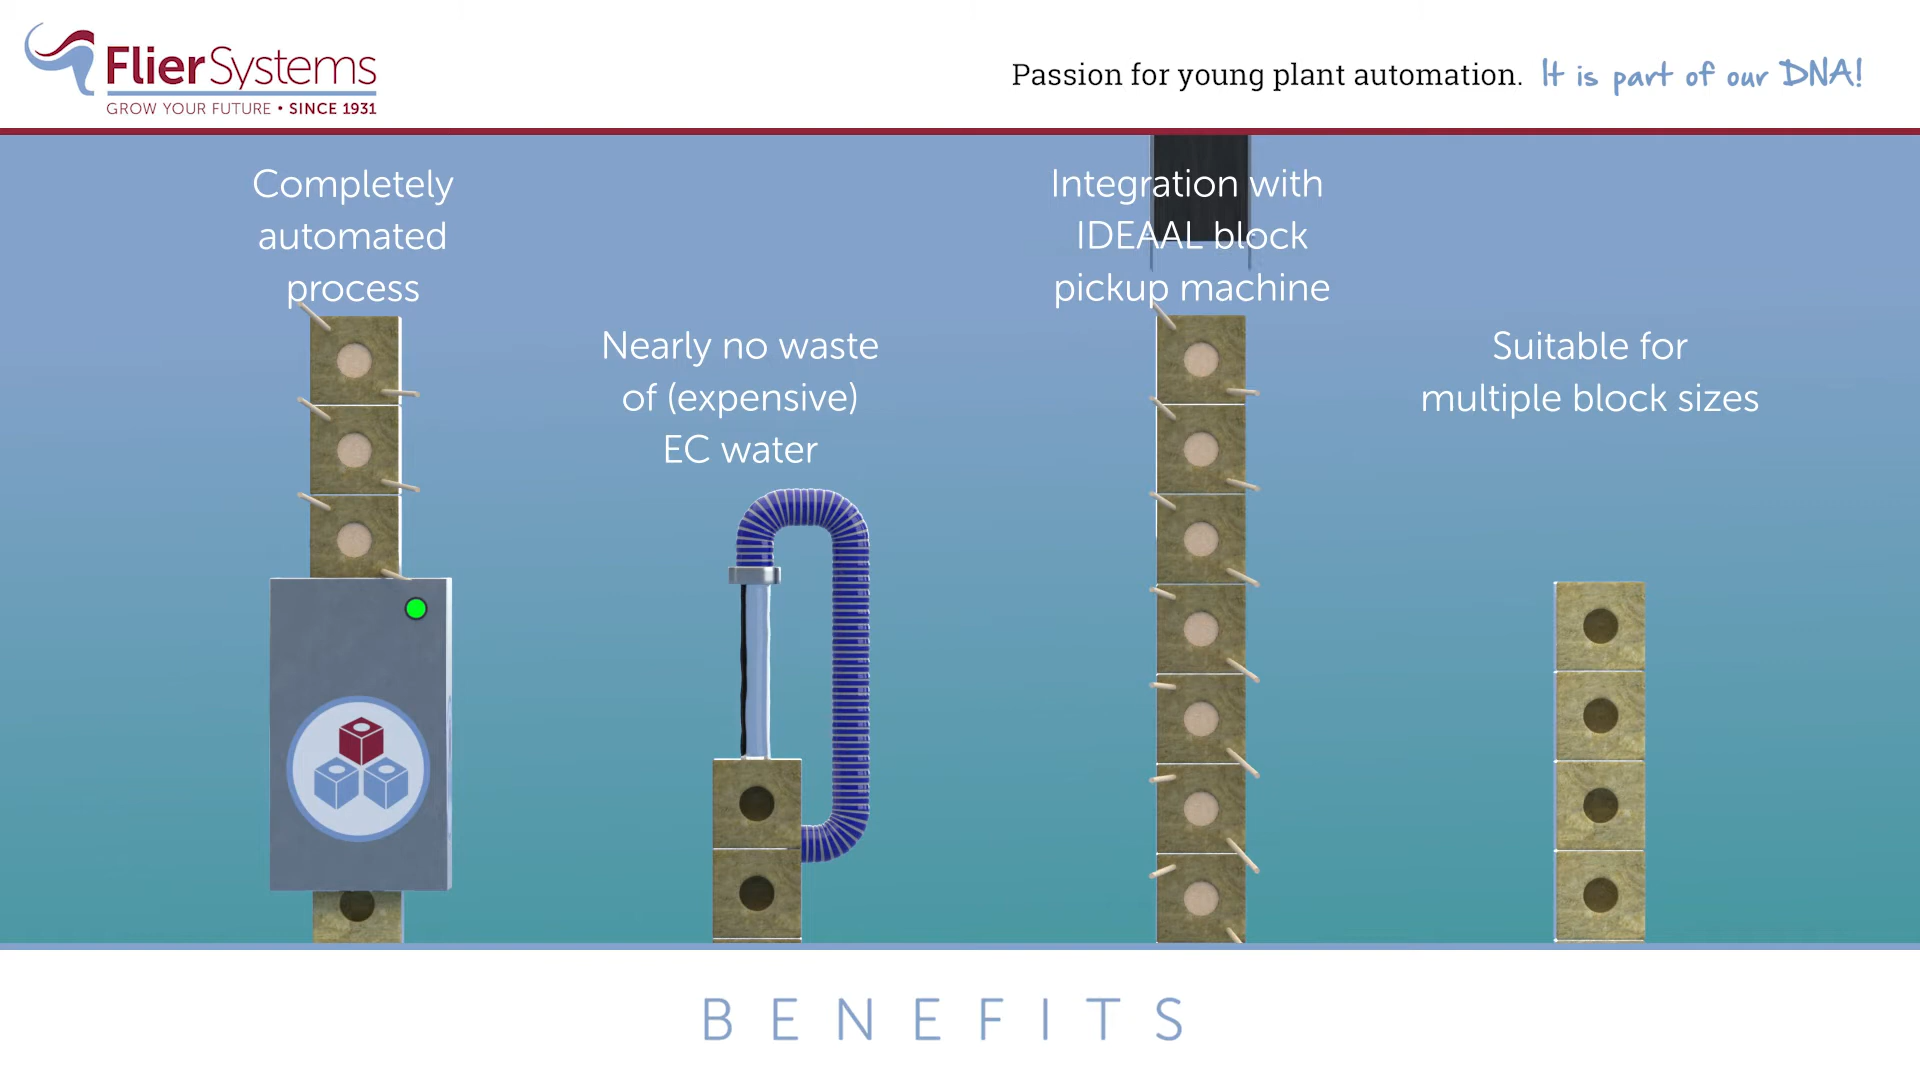 FlierSystems
GROW YOUR FUTURE • SINCE 1931
Passion for young plant automation. It is part of our DNA!
Completely
automated
process
Nearly no waste
of (expensive)
EC water
Integration with
IDEAAL block
pickup machine
Suitable for
multiple block sizes
BENEFITS